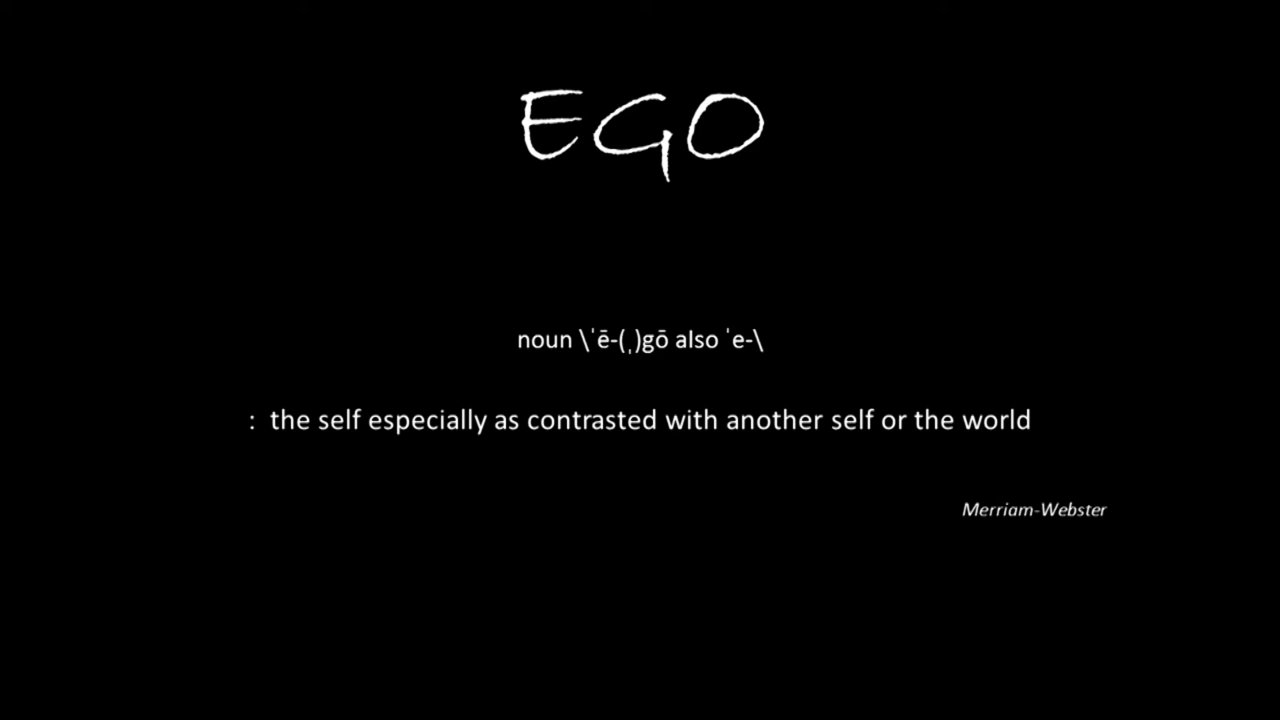 EGO
noun \ˈē-(ˌ)gō also ˈe-\
: the self especially as contrasted with another self or the world
Merriam-Webster